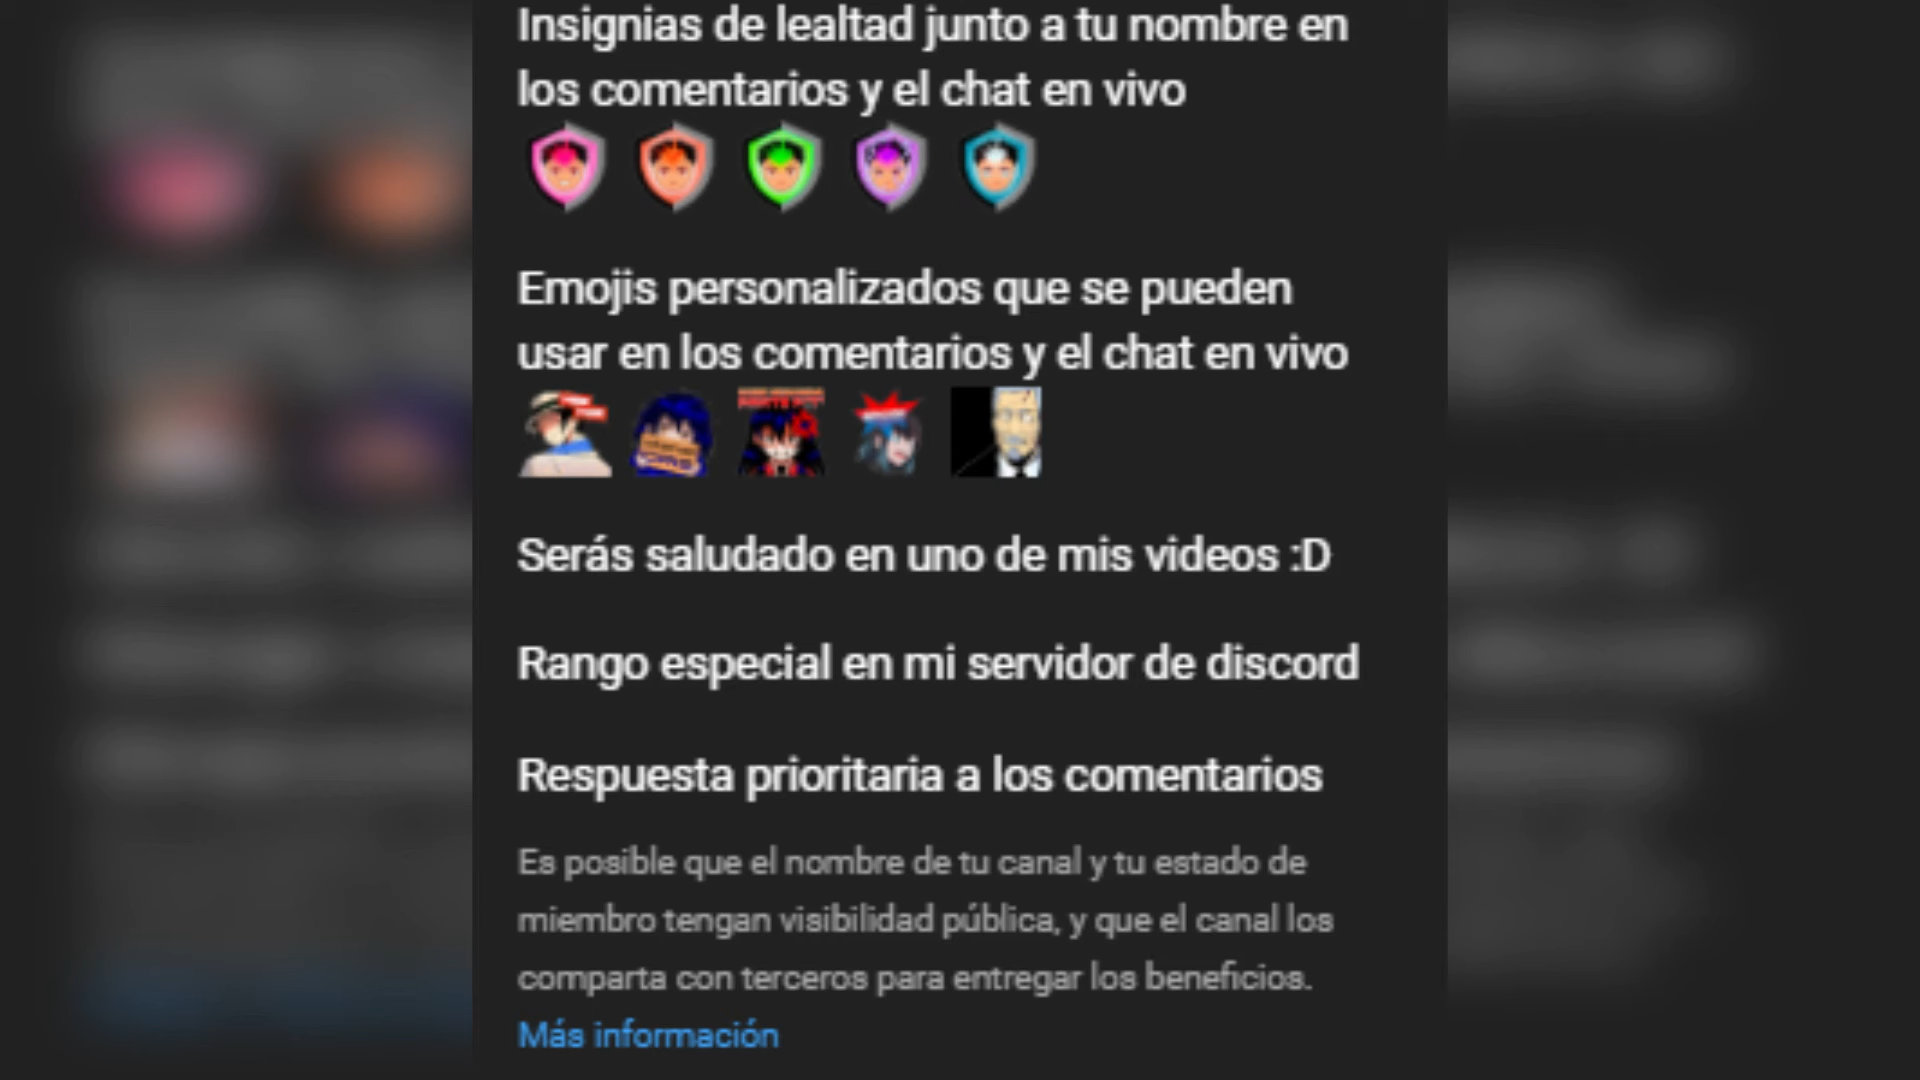 Insignias de lealtad junto a tu nombre en
los comentarios y el chat en vivo
Emojis personalizados que se pueden
usar en los comentarios y el chat en vivo
Serás saludado en uno de mis videos :D
Rango especial en mi servidor de discord
Respuesta prioritaria a los comentarios
Es posible que el nombre de tu canal y tu estado de
miembro tengan visibilidad pública, y que el canal los
comparta con terceros para entregar los beneficios.
Más información